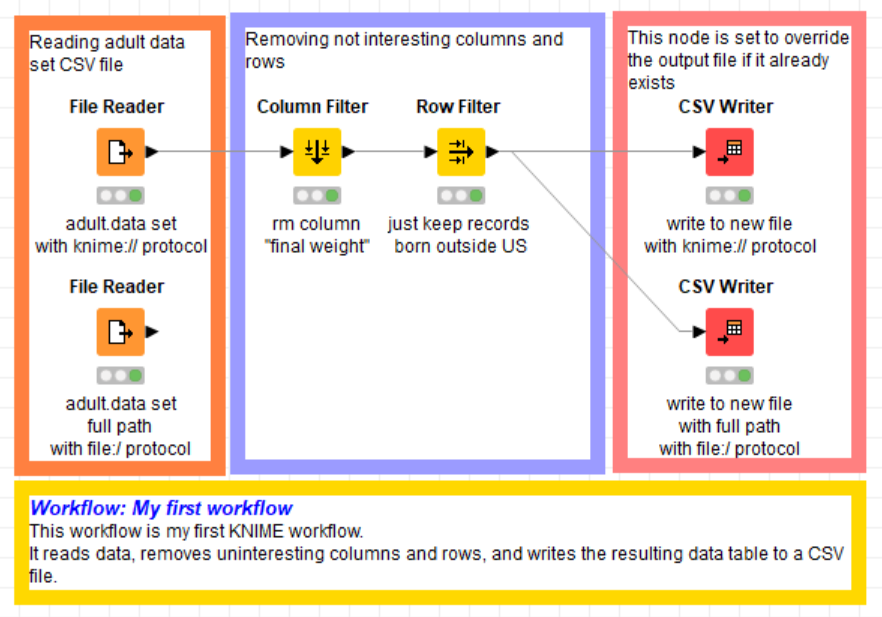 Reading adult data
set CSV file
File Reader
adult.data set
with knime:// protocol
File Reader
adult.data set
full path
with file:/ protocol
Removing not interesting columns and
rows
Column Filter
rm column
"final weight"
Row Filter
just keep records
born outside US
This node is set to override
the output file if it already
exists
CSV Writer
write to new file
with knime:// protocol
CSV Writer
write to new file
with full path
with file:/ protocol
Workflow: My first workflow
This workflow is my first KNIME workflow.
It reads data, removes uninteresting columns and rows, and writes the resulting data table to a CSV
file.